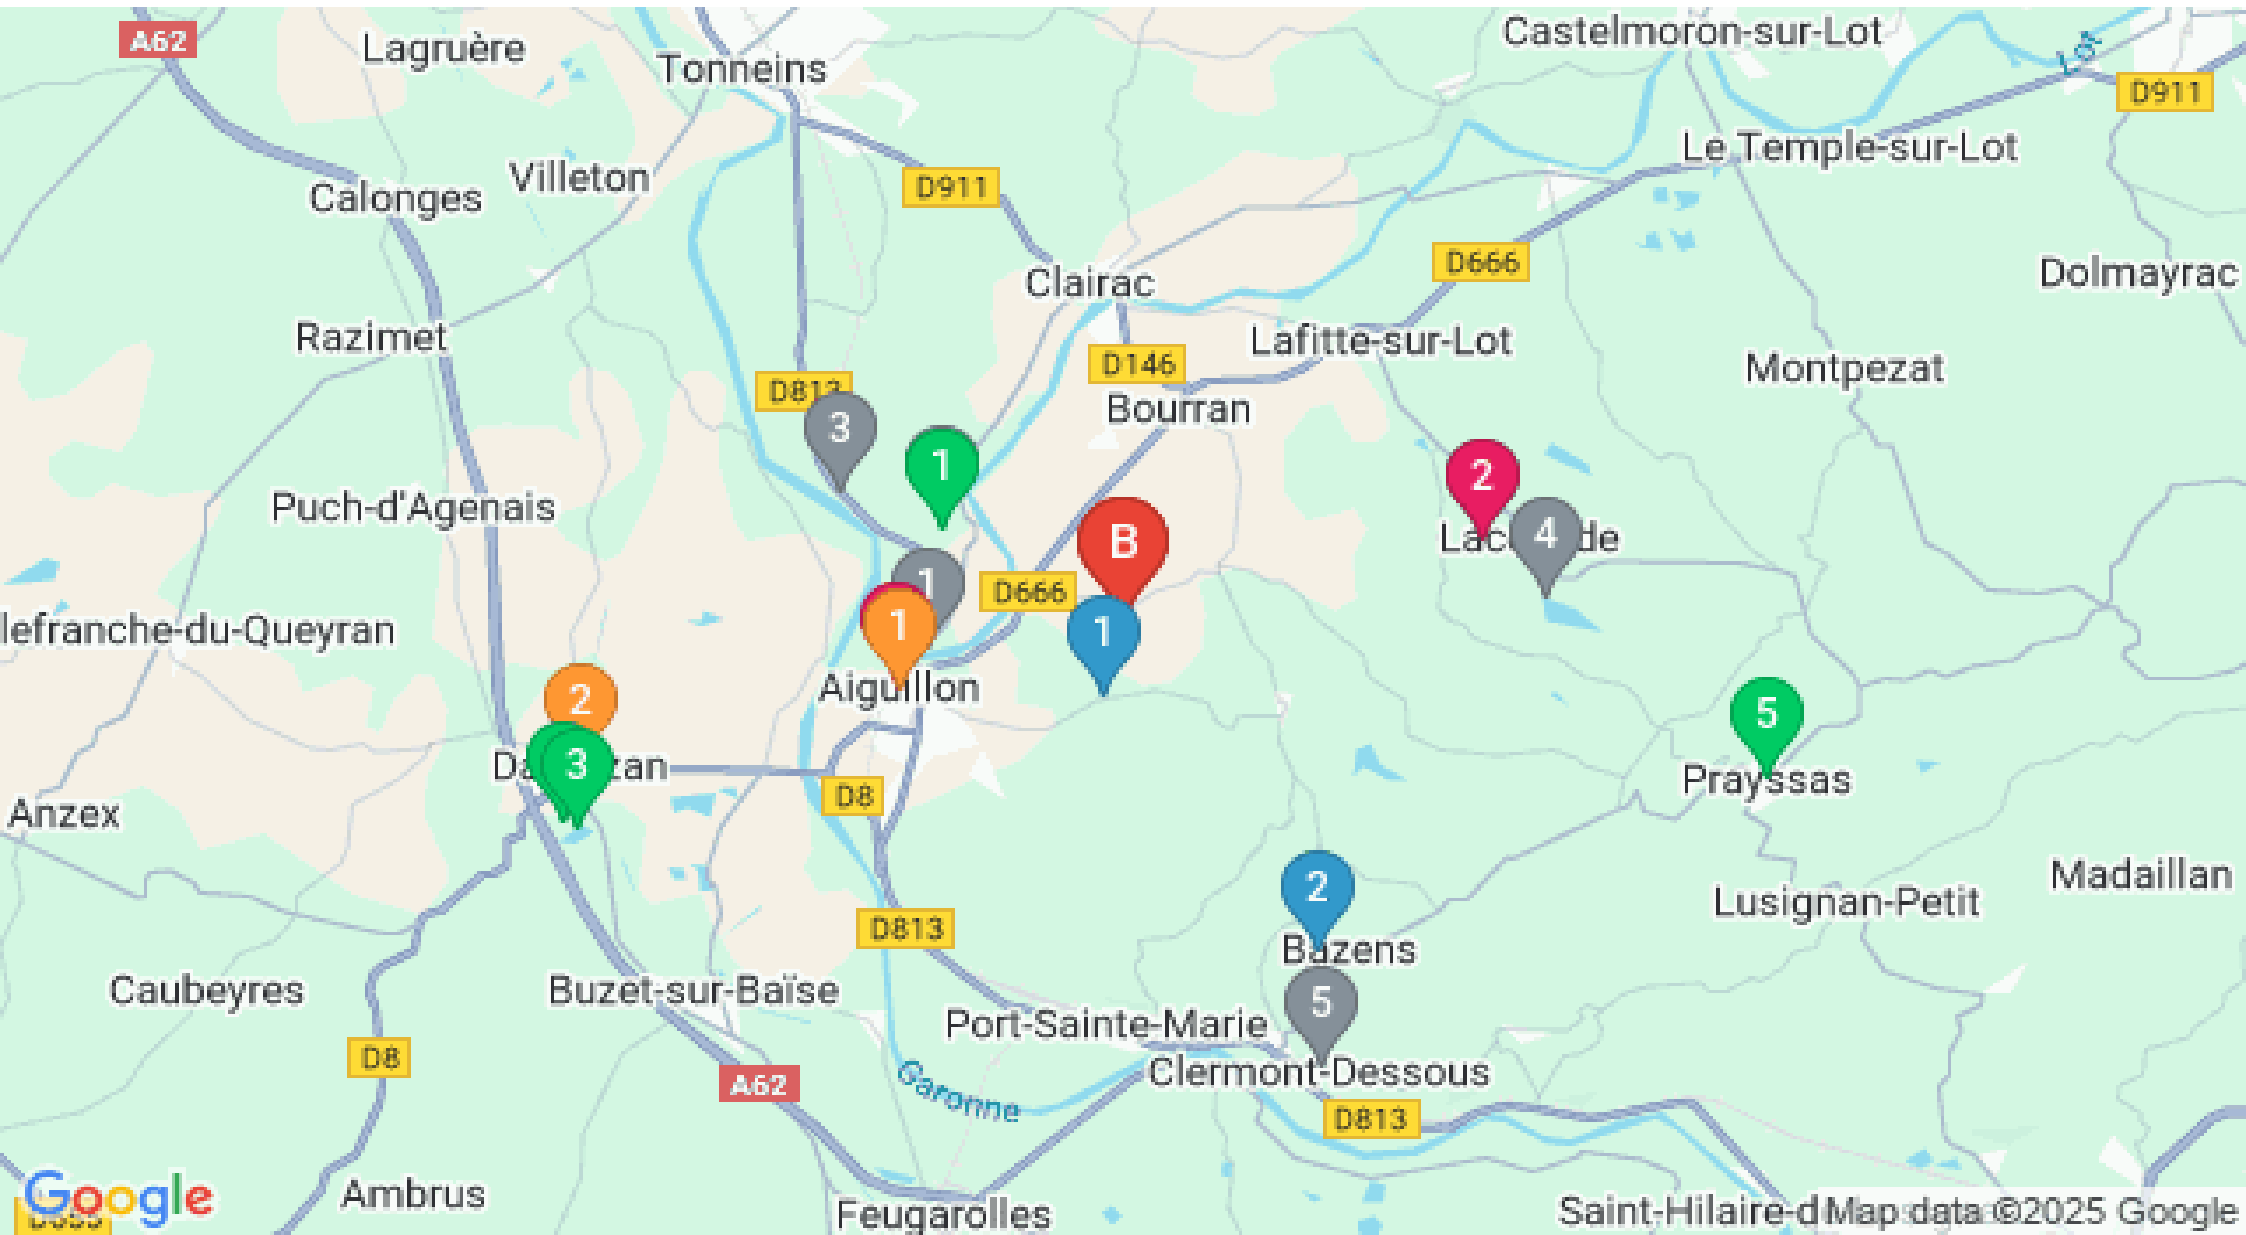 A62
Lagruère
Tonneins
Castelmoron-sur-Lot
Lot
D911
Le Temple-sur-Lot
Villeton
D911
Calonges
D666
Dolmayrac
Clairac
Razimet
Lafitte-sur-Lot
D146
Montpezat
D813
Bourran
3
1
2
Puch-d'Agenais
B
4
1
D666
lefranche-du-Queyran
1
1
Aiguillon
2
5
3
D8
Prayssas
Anzex
2
Madaillan
Lusignan-Petit
D813
Bazens
Caubeyres
Buzet-sur-Baïse
5
Port-Sainte-Marie
D8
Clermont-Dessous
A62
Garonne
D813
Google
Ambrus
Feugarolles
Saint-Hilaire-d
Map data ©2025 Google